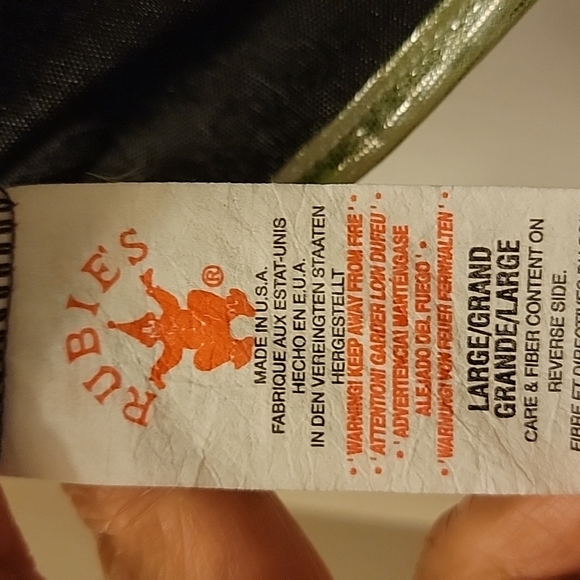 RUBIE'S
®
MADE IN U.S.A.
FABRIQUE AUX ESTAT-UNIS
HECHO EN E.U.A.
IN DEN VEREINGTEN STAATEN
HERGESTELLT
• 'WARNING! KEEP AWAY FROM FIRE' •
• 'ATTENTION! GARDER LOIN DUFEU' •
• 'ADVERTENCIA! MANTÉNGASE
ALEJADO DEL FUEGO' •
• 'WARNUNG! VON FEUER FERNHALTEN' •
LARGE/GRAND
GRANDE/LARGE
CARE & FIBER CONTENT ON
REVERSE SIDE.